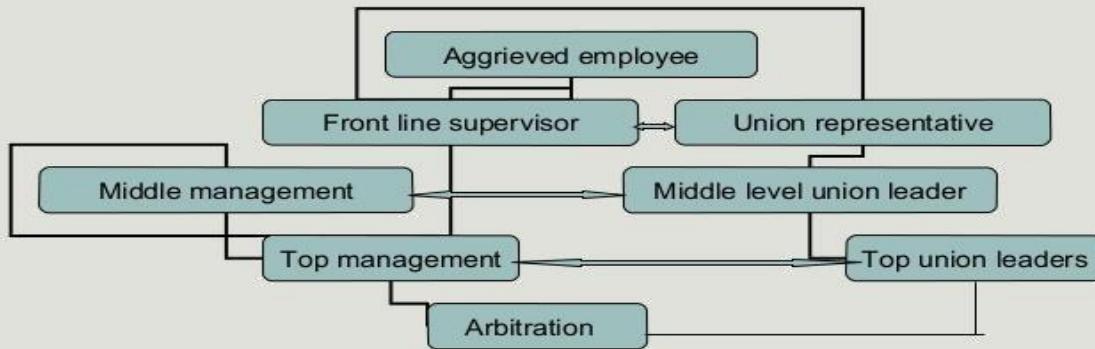 Aggrieved employee
Front line supervisor
Union representative
Middle management
Middle level union leader
Top management
Top union leaders
Arbitration